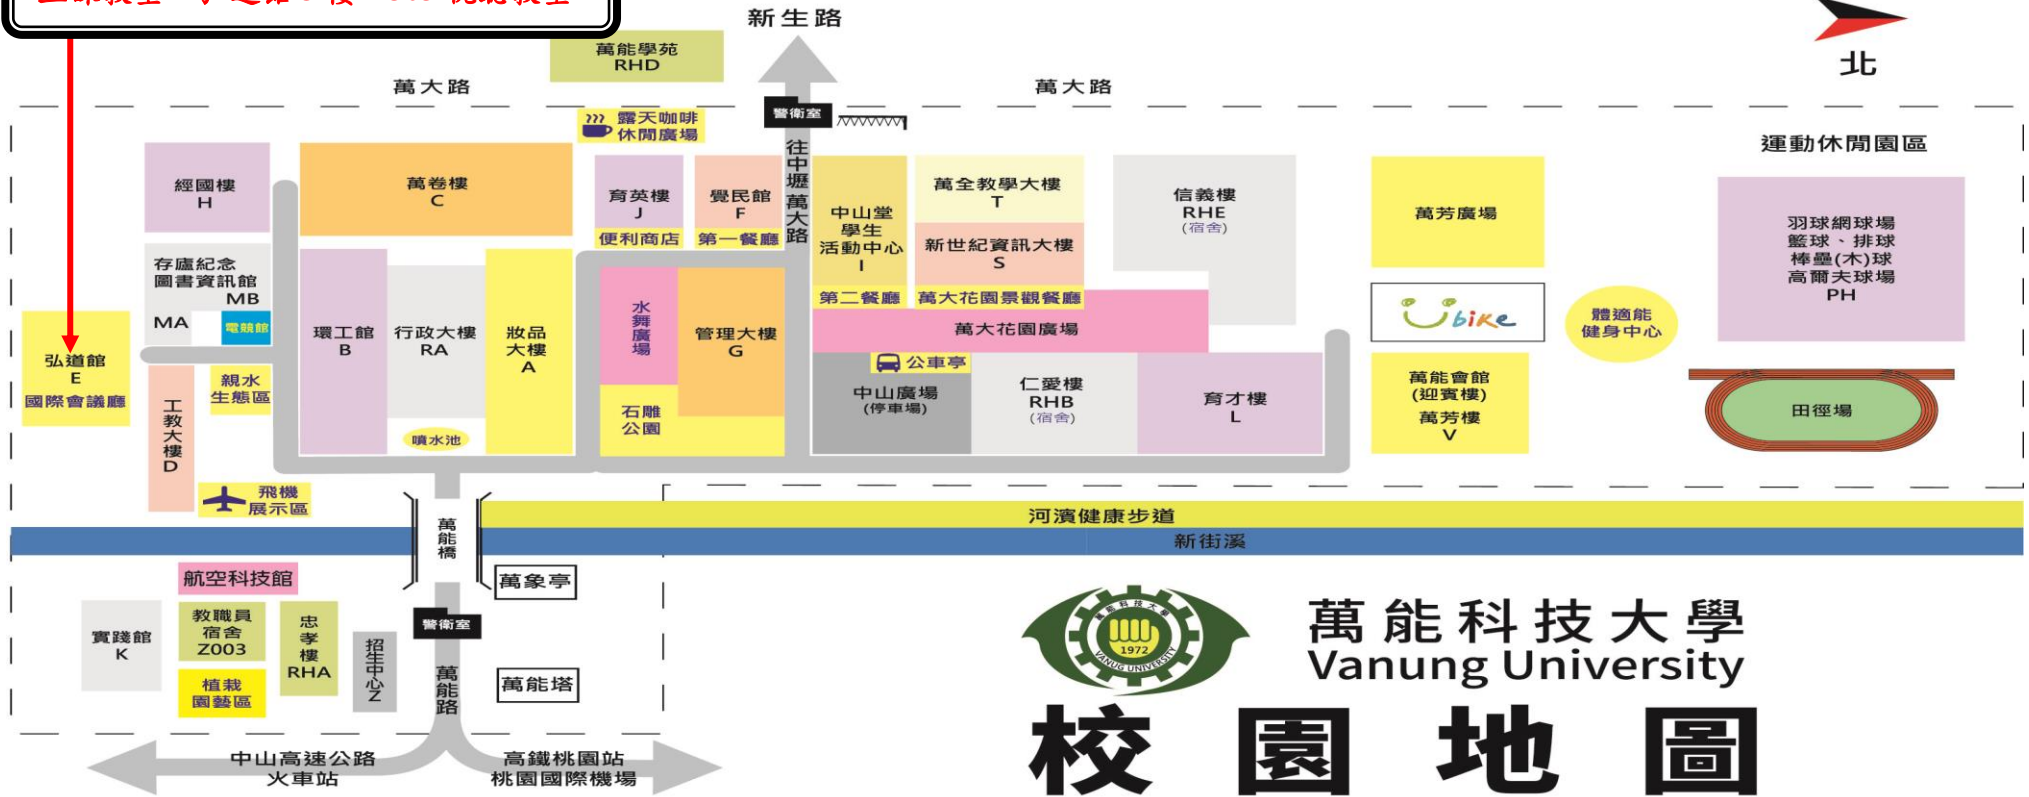 新生路
萬能學苑
RHD
萬大路
萬大路
北
警衛室
露天咖啡
休閒廣場
往中壢 萬大路
運動休閒園區
經國樓
H
萬卷樓
C
育英樓
J
便利商店
覺民館
F
第一餐廳
中山堂
學生
活動中心
I
第二餐廳
萬全教學大樓
T
新世紀資訊大樓
S
萬大花園景觀餐廳
信義樓
RHE
(宿舍)
萬芳廣場
羽球網球場
籃球、排球
棒壘(木)球
高爾夫球場
PH
存廬紀念
圖書資訊館
MB
MA
電競館
環工館
B
行政大樓
RA
妝品
大樓
A
水舞廣場
管理大樓
G
萬大花園廣場
Ubike
體適能
健身中心
弘道館
E
國際會議廳
親水
生態區
工教大樓D
噴水池
石雕
公園
公車亭
中山廣場
(停車場)
仁愛樓
RHB
(宿舍)
育才樓
L
萬能會館
(迎賓樓)
萬芳樓
V
田徑場
飛機
展示區
萬能橋
河濱健康步道
新街溪
航空科技館
萬象亭
實踐館
K
教職員
宿舍
Z003
植栽
園藝區
忠孝樓
RHA
招生中心Z
警衛室
萬能路
萬能塔
中山高速公路
火車站
高鐵桃園站
桃園國際機場
萬能科技大學
1972
VANUNG UNIVERSITY
萬能科技大學
Vanung University
校園地圖